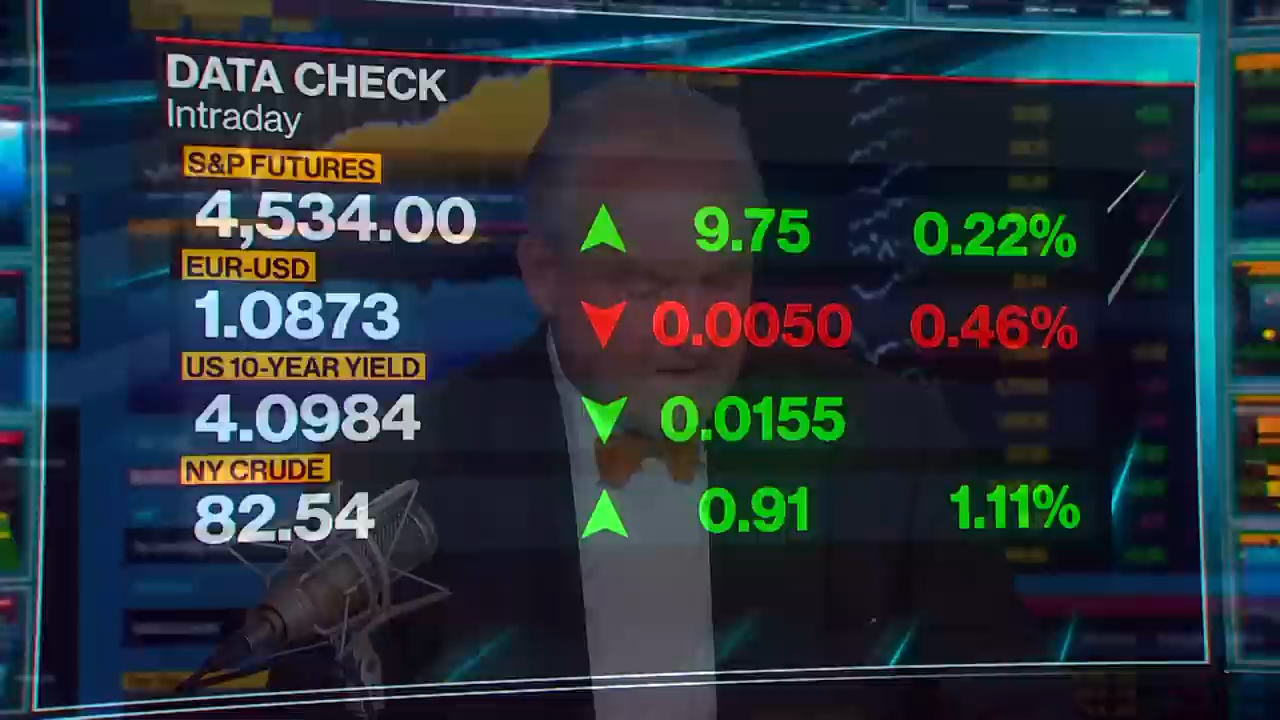 DATA CHECK
Intraday
S&P FUTURES
4,534.00 ▲ 9.75 0.22%
EUR-USD
1.0873 ▼ 0.0050 0.46%
US 10-YEAR YIELD
4.0984 ▼ 0.0155
NY CRUDE
82.54 ▲ 0.91 1.11%